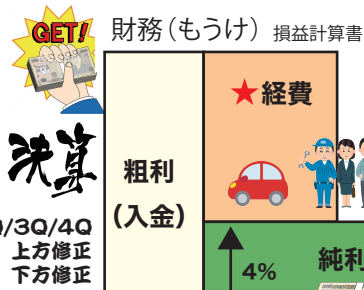 GET!
財務(もうけ) 損益計算書
★経費
決算
粗利
(入金)
/3Q/4Q
上方修正
下方修正
4%
純利